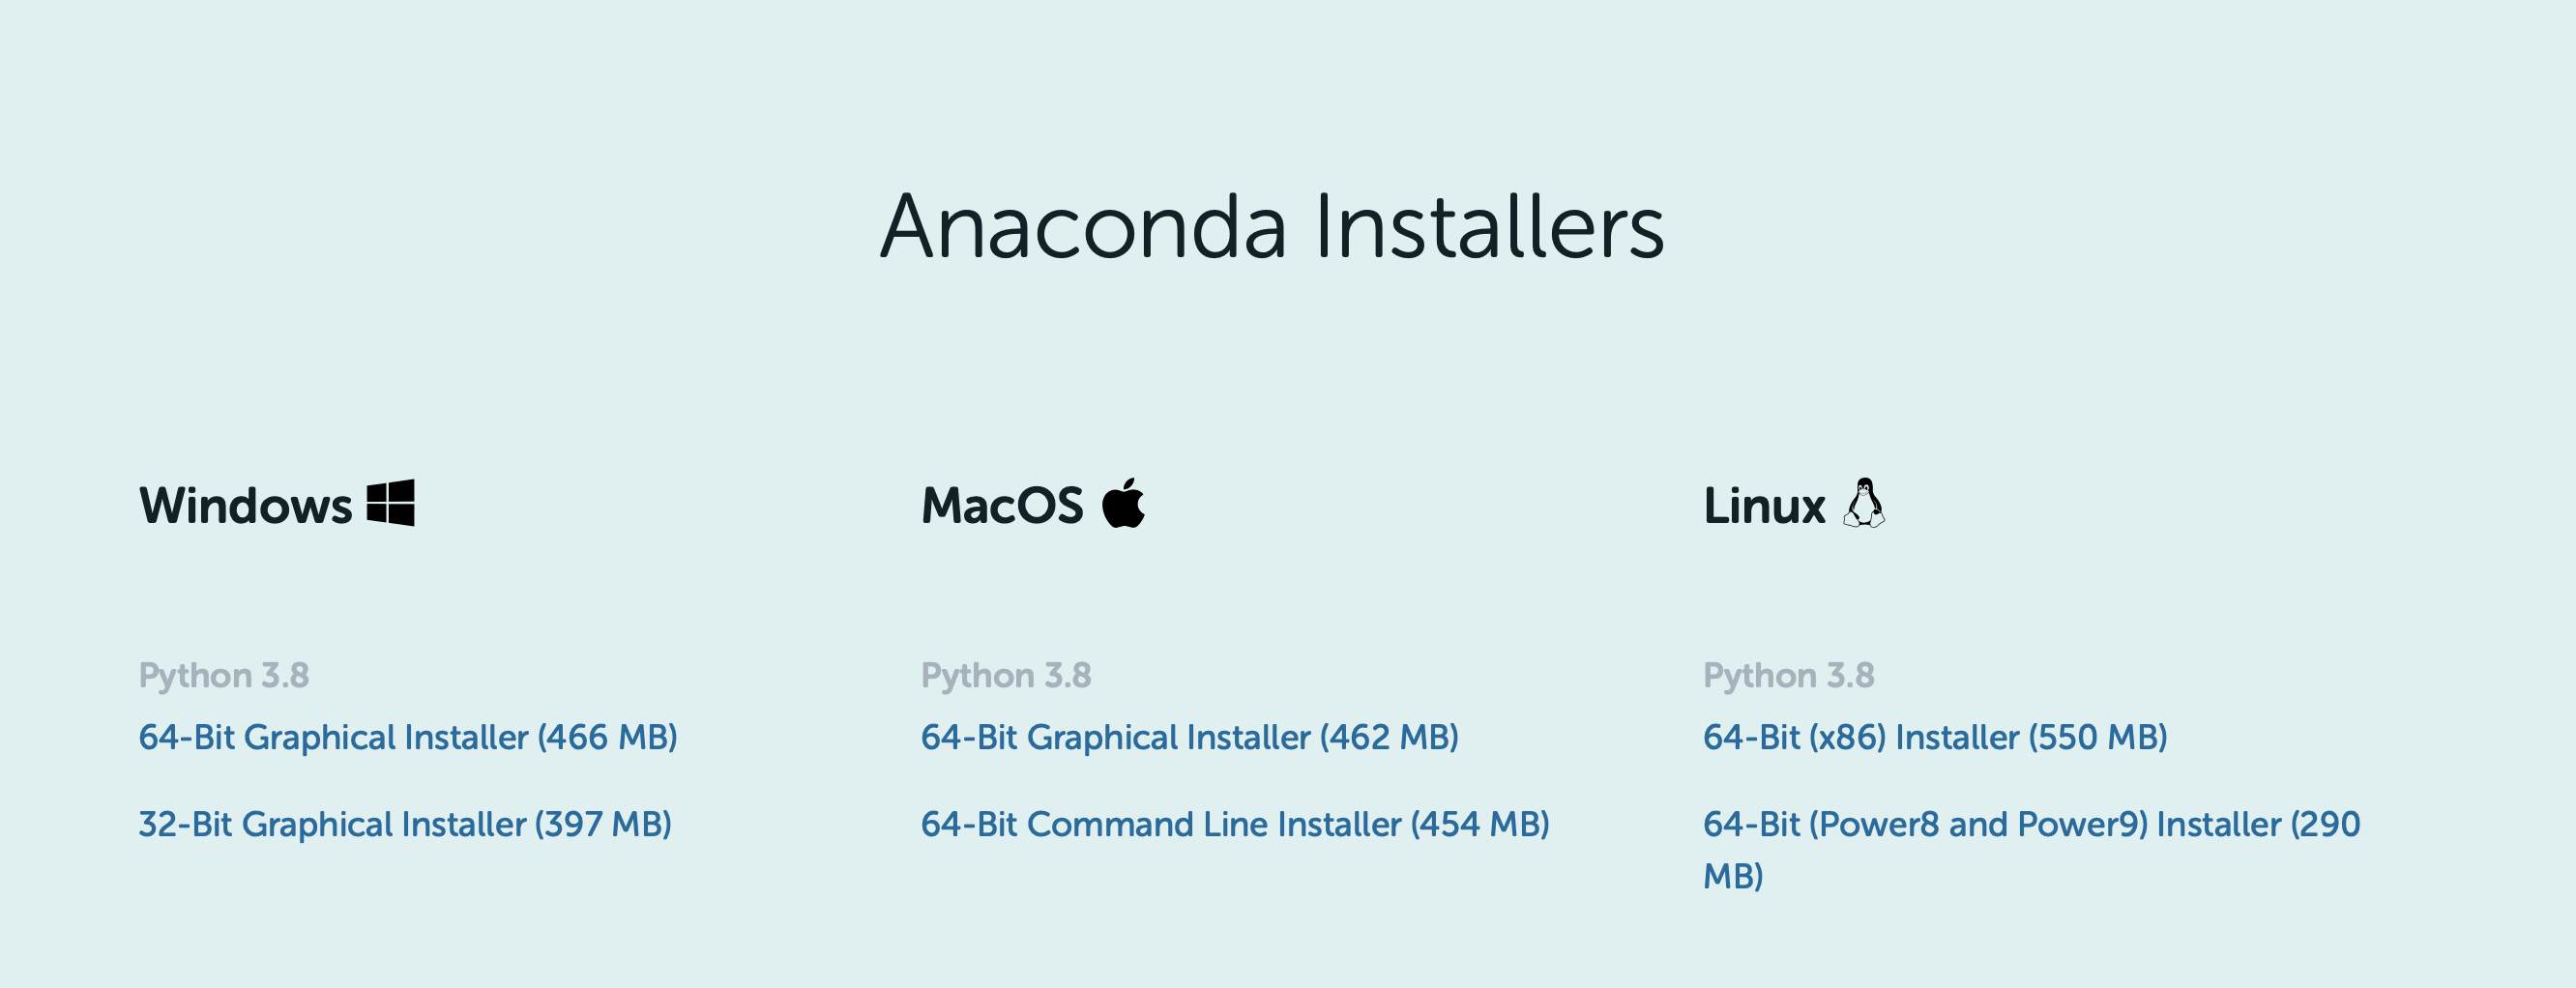 Anaconda Installers
Windows
Python 3.8
64-Bit Graphical Installer (466 MB)
32-Bit Graphical Installer (397 MB)
MacOS
Python 3.8
64-Bit Graphical Installer (462 MB)
64-Bit Command Line Installer (454 MB)
Linux
Python 3.8
64-Bit (x86) Installer (550 MB)
64-Bit (Power8 and Power9) Installer (290
MB)